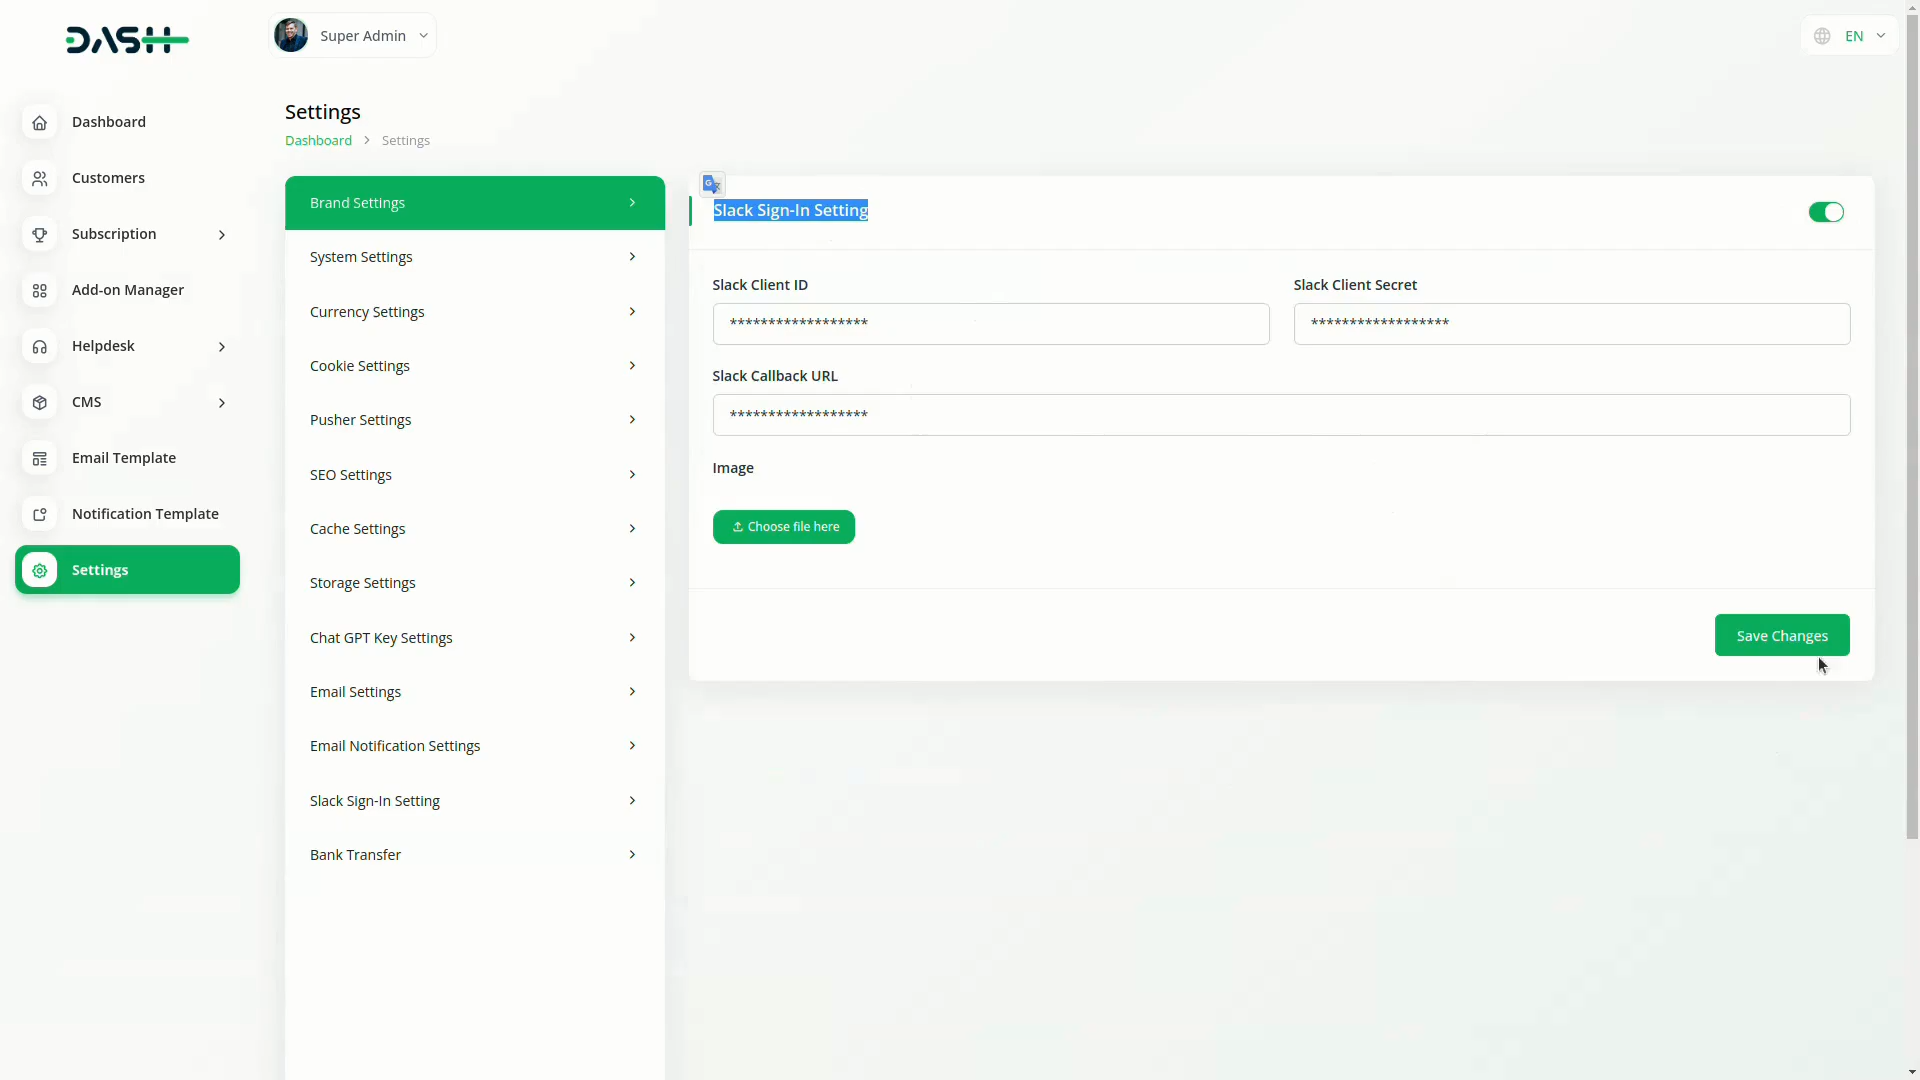 DASH
Super Admin
EN
Dashboard
Customers
Subscription
Add-on Manager
Helpdesk
CMS
Email Template
Notification Template
Settings
Settings
Dashboard > Settings
Brand Settings
System Settings
Currency Settings
Cookie Settings
Pusher Settings
SEO Settings
Cache Settings
Storage Settings
Chat GPT Key Settings
Email Settings
Email Notification Settings
Slack Sign-In Setting
Bank Transfer
Slack Sign-In Setting
Slack Client ID
Slack Client Secret
******************
******************
Slack Callback URL
******************
Image
Choose file here
Save Changes